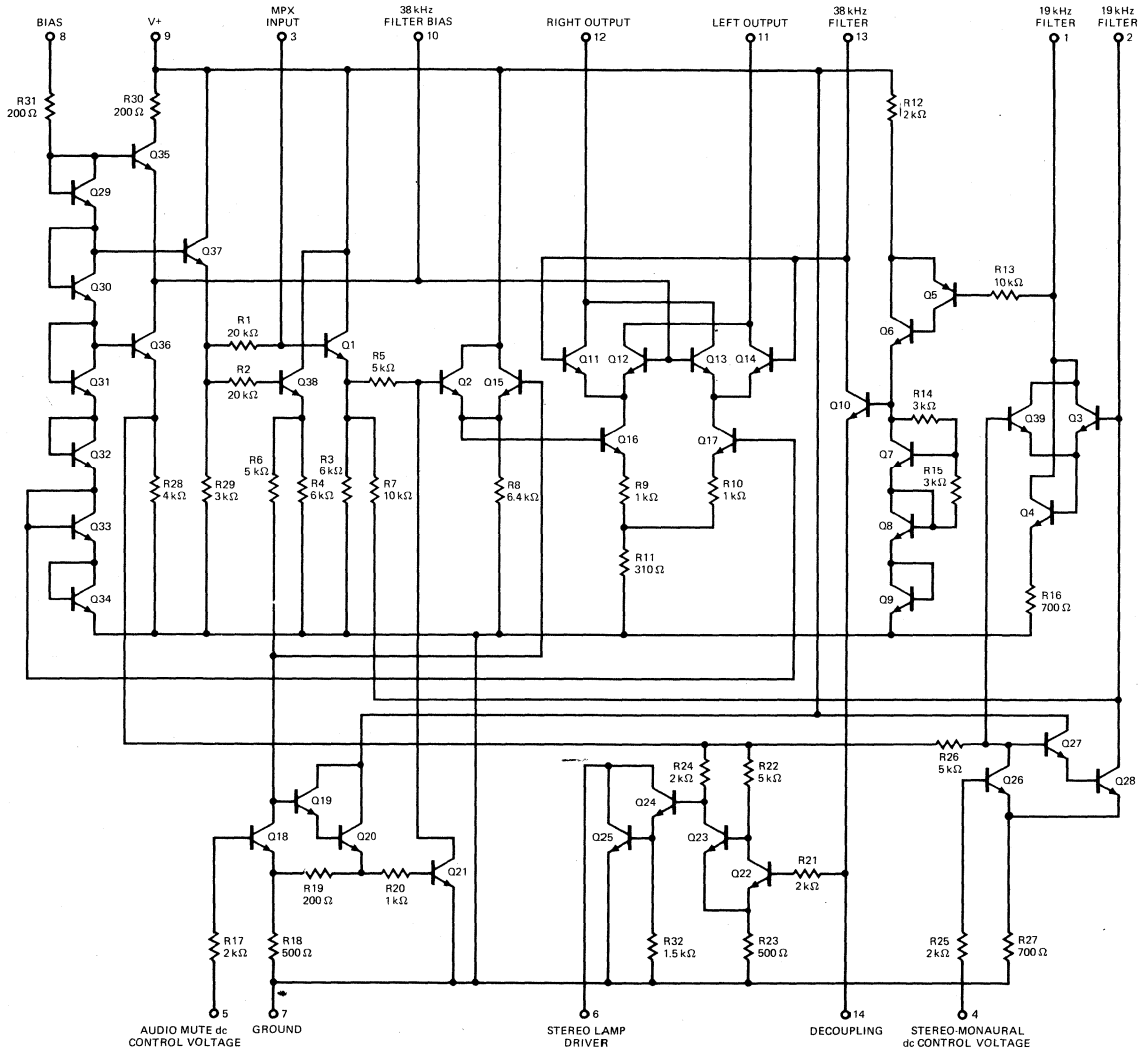 BIAS
8
V+
9
MPX
INPUT
3
38 kHz
FILTER BIAS
10
RIGHT OUTPUT
12
LEFT OUTPUT
11
38 kHz
FILTER
13
19 kHz
FILTER
1
19 kHz
FILTER
2
R31
200 Ω
R30
200 Ω
R12
2 kΩ
Q35
Q29
Q37
Q30
Q5
R13
10 kΩ
R1
20 kΩ
Q36
Q1
Q6
R5
5 kΩ
Q11
Q12
Q13
Q14
Q31
R2
20 kΩ
Q38
Q2
Q15
Q10
R14
3 kΩ
Q39
Q3
Q32
Q16
Q17
Q7
R6
5 kΩ
R3
6 kΩ
R15
3 kΩ
R28
4 kΩ
R29
3 kΩ
R4
6 kΩ
R7
10 kΩ
R8
6.4 kΩ
R9
1 kΩ
R10
1 kΩ
Q4
Q33
Q8
R11
310 Ω
Q34
Q9
R16
700 Ω
R24
2 kΩ
R22
5 kΩ
R26
5 kΩ
Q27
Q26
Q28
Q19
Q24
Q18
Q20
Q25
Q23
Q21
Q22
R21
2 kΩ
R19
200 Ω
R20
1 kΩ
R17
2 kΩ
R18
500 Ω
R32
1.5 kΩ
R23
500 Ω
R25
2 kΩ
R27
700 Ω
5
AUDIO MUTE dc
CONTROL VOLTAGE
7
GROUND
6
STEREO LAMP
DRIVER
14
DECOUPLING
4
STEREO-MONAURAL
dc CONTROL VOLTAGE